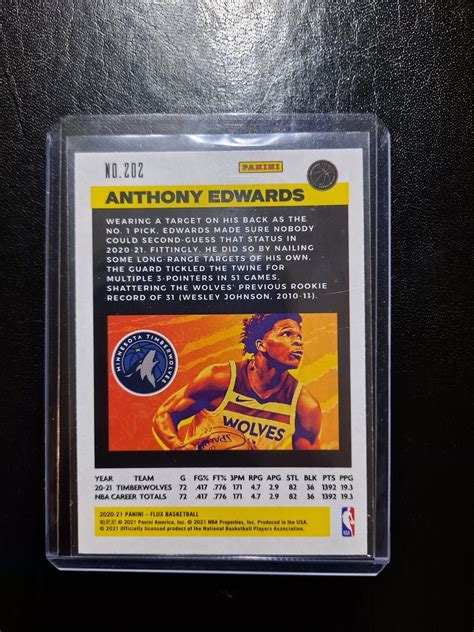 NO.202
PANINI
ANTHONY EDWARDS
WEARING A TARGET ON HIS BACK AS THE
NO. 1 PICK, EDWARDS MADE SURE NOBODY
COULD SECOND-GUESS THAT STATUS IN
2020-21. FITTINGLY, HE DID SO BY NAILING
SOME LONG-RANGE TARGETS OF HIS OWN.
THE GUARD TICKLED THE TWINE FOR
MULTIPLE 3-POINTERS IN 51 GAMES,
SHATTERING THE WOLVES' PREVIOUS ROOKIE
RECORD OF 31 (WESLEY JOHNSON, 2010-11).
MINNESOTA TIMBERWOLVES
WOLVES
SPALDING
YEAR TEAM G FG% FT% 3PM RPG APG STL BLK PTS PPG
20-21 TIMBERWOLVES 72 .417 .776 171 4.7 2.9 82 36 1392 19.3
NBA CAREER TOTALS 72 .417 .776 171 4.7 2.9 82 36 1392 19.3
2020-21 PANINI – FLUX BASKETBALL
帕尼尼 © 2021 Panini America, Inc. © 2021 NBA Properties, Inc. Produced in the USA.
© 2021 Officially licensed product of the National Basketball Players Association.